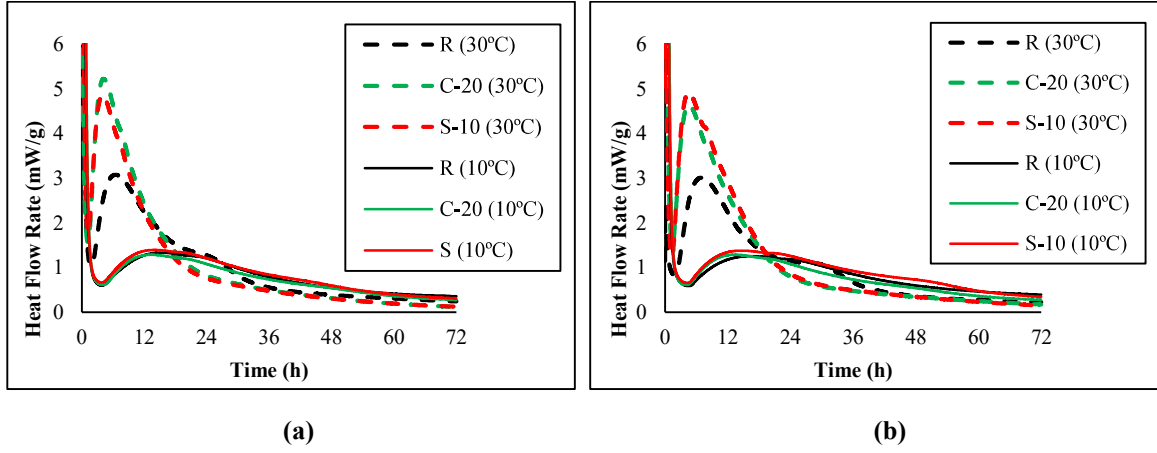 6
5
4
3
2
1
0
Heat Flow Rate (mW/g)
0 12 24 36 48 60 72
Time (h)
R (30ºC)
C-20 (30ºC)
S-10 (30ºC)
R (10ºC)
C-20 (10ºC)
S (10ºC)
(a)
6
5
4
3
2
1
0
Heat Flow Rate (mW/g)
0 12 24 36 48 60 72
Time (h)
R (30ºC)
C-20 (30ºC)
S-10 (30ºC)
R (10ºC)
C-20 (10ºC)
S-10 (10ºC)
(b)